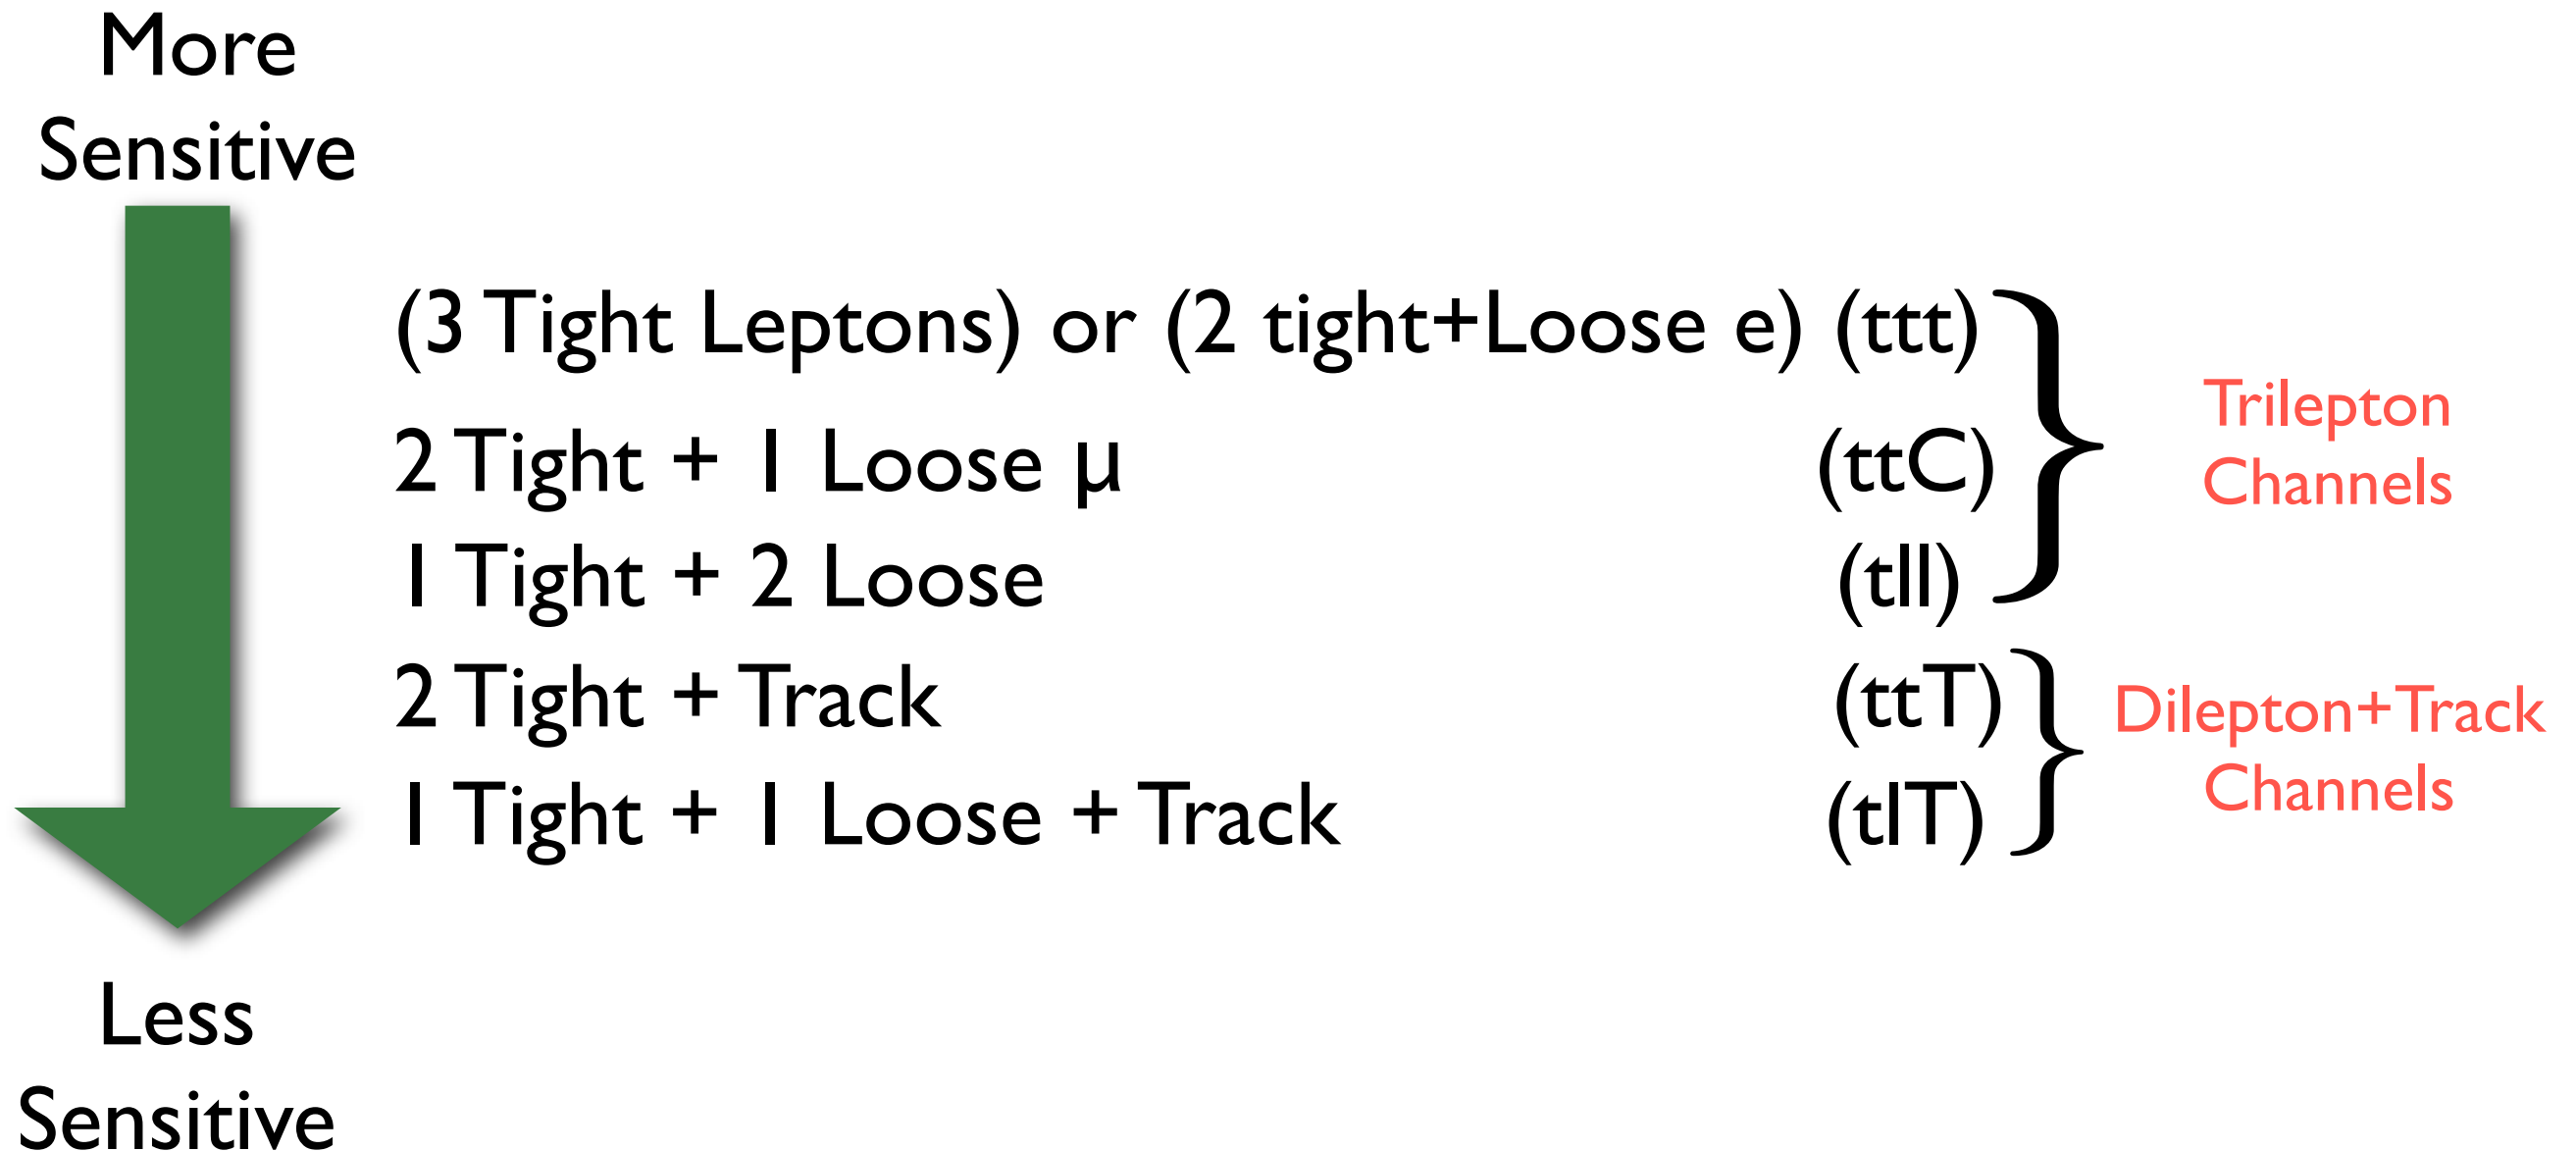 More
Sensitive
(3 Tight Leptons) or (2 tight+Loose e) (ttt)
2 Tight + 1 Loose μ (ttC)
1 Tight + 2 Loose (tll)
2 Tight + Track (ttT)
1 Tight + 1 Loose + Track (tlT)
Trilepton
Channels
Dilepton+Track
Channels
Less
Sensitive